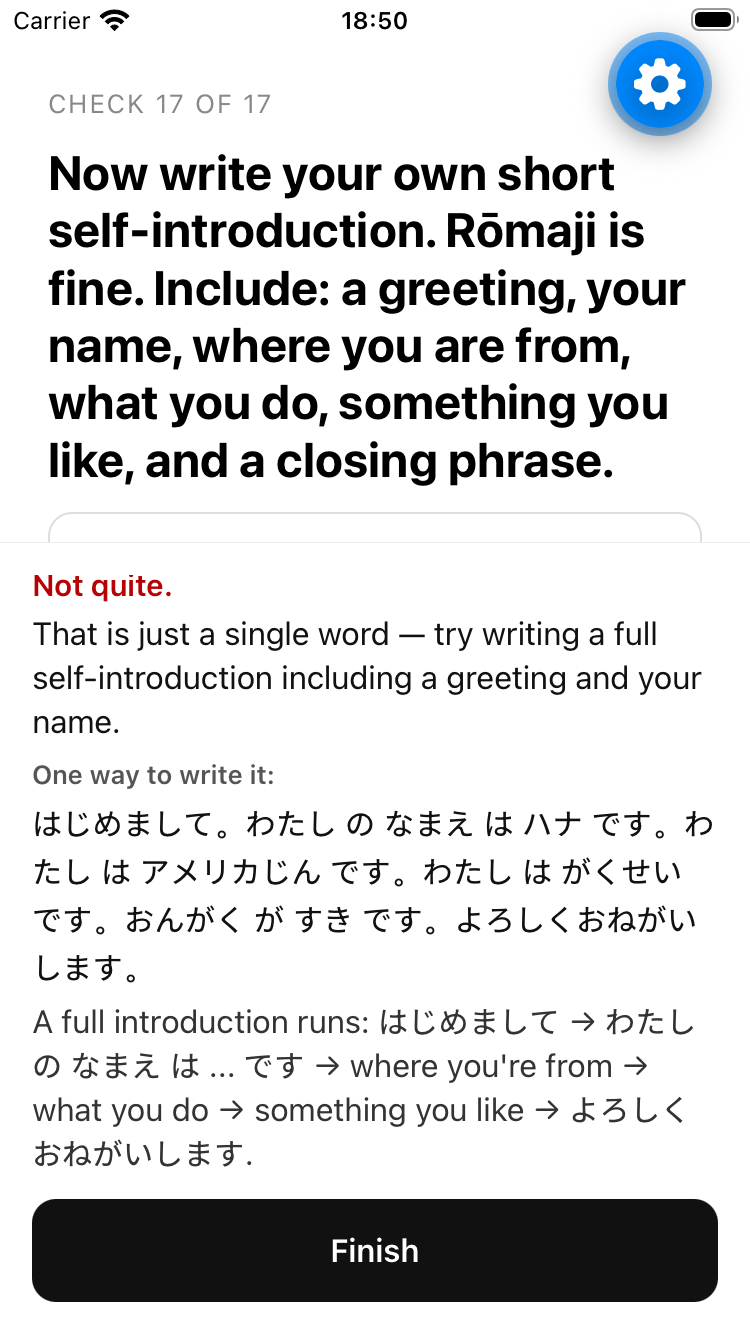 Carrier 18:50
CHECK 17 OF 17
Now write your own short
self-introduction. Rōmaji is
fine. Include: a greeting, your
name, where you are from,
what you do, something you
like, and a closing phrase.
Not quite.
That is just a single word — try writing a full
self-introduction including a greeting and your
name.
One way to write it:
はじめまして。わたし の なまえ は ハナ です。わ
たし は アメリカじん です。わたし は がくせい
です。おんがく が すき です。よろしくおねがい
します。
A full introduction runs: はじめまして → わたし
の なまえ は ... です → where you're from →
what you do → something you like → よろしく
おねがいします.
Finish